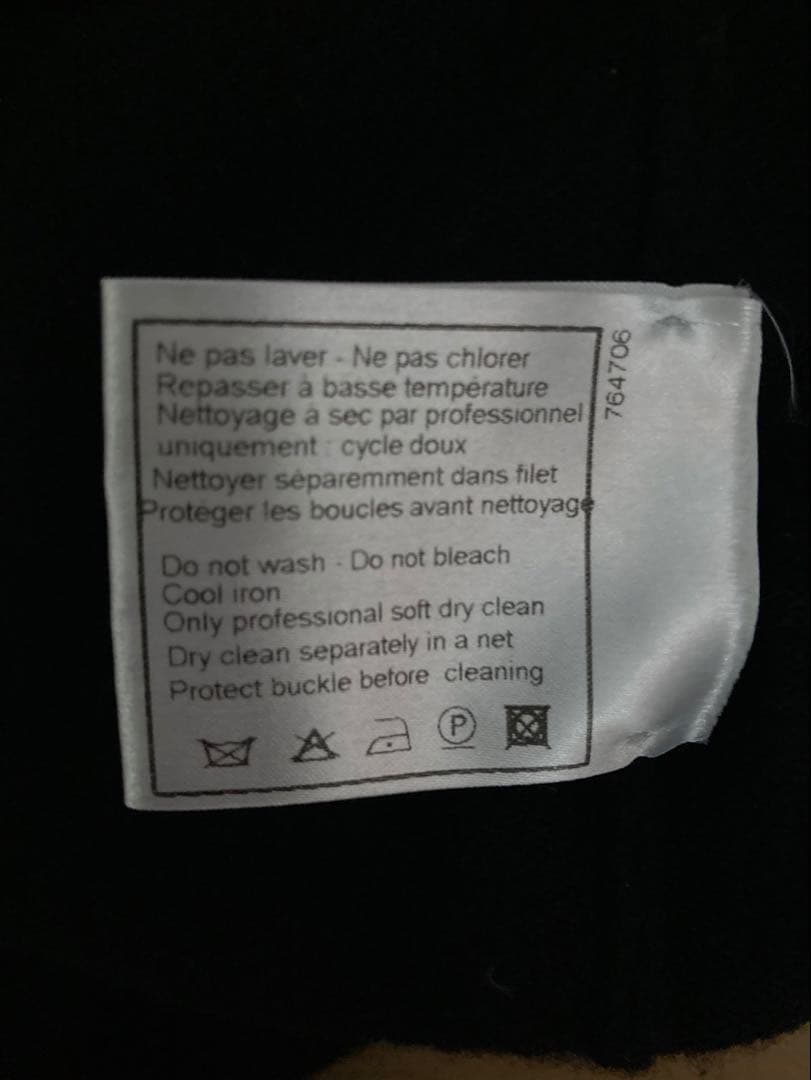 Ne pas laver - Ne pas chlorer
Repasser à basse température
Nettoyage à sec par professionnel
uniquement : cycle doux
Nettoyer séparemment dans filet
Protéger les boucles avant nettoyage
Do not wash - Do not bleach
Cool iron
Only professional soft dry clean
Dry clean separately in a net
Protect buckle before cleaning
P
764706